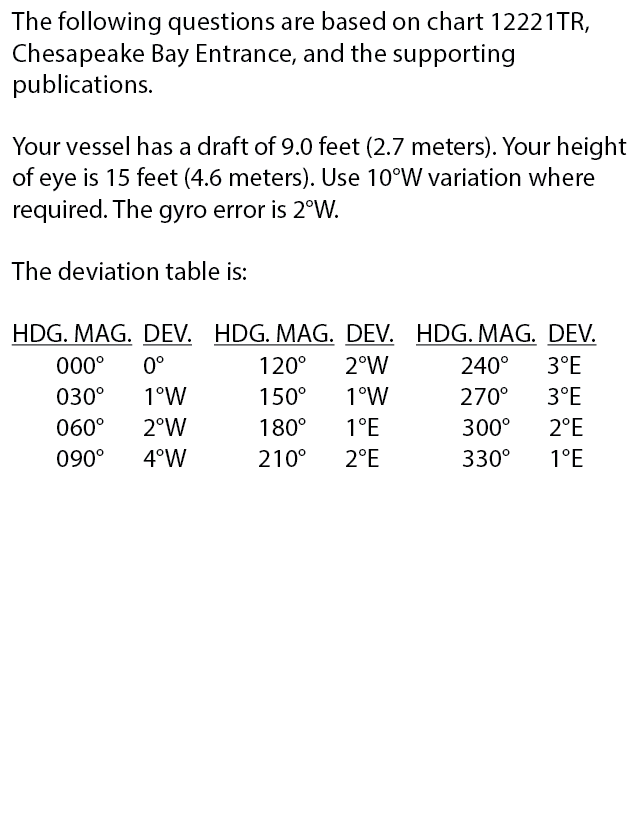 The following questions are based on chart 12221TR,
Chesapeake Bay Entrance, and the supporting
publications.
Your vessel has a draft of 9.0 feet (2.7 meters). Your height
of eye is 15 feet (4.6 meters). Use 10°W variation where
required. The gyro error is 2°W.
The deviation table is:
HDG. MAG. DEV. HDG. MAG. DEV. HDG. MAG. DEV.
000° 0° 120° 2°W 240° 3°E
030° 1°W 150° 1°W 270° 3°E
060° 2°W 180° 1°E 300° 2°E
090° 4°W 210° 2°E 330° 1°E